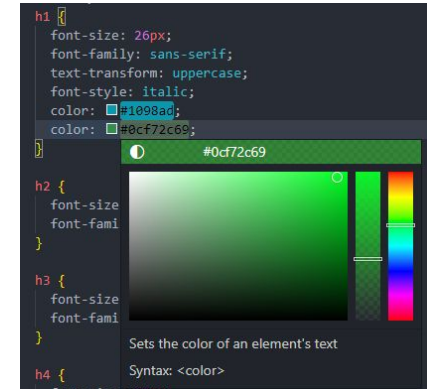 h1 {
font-size: 26px;
font-family: sans-serif;
text-transform: uppercase;
font-style: italic;
color: #1098ad;
color: #0cf72c69;
}
#0cf72c69
h2 {
font-size
font-fami
}
h3 {
font-size
font-fami
}
Sets the color of an element's text
Syntax: <color>
h4 {